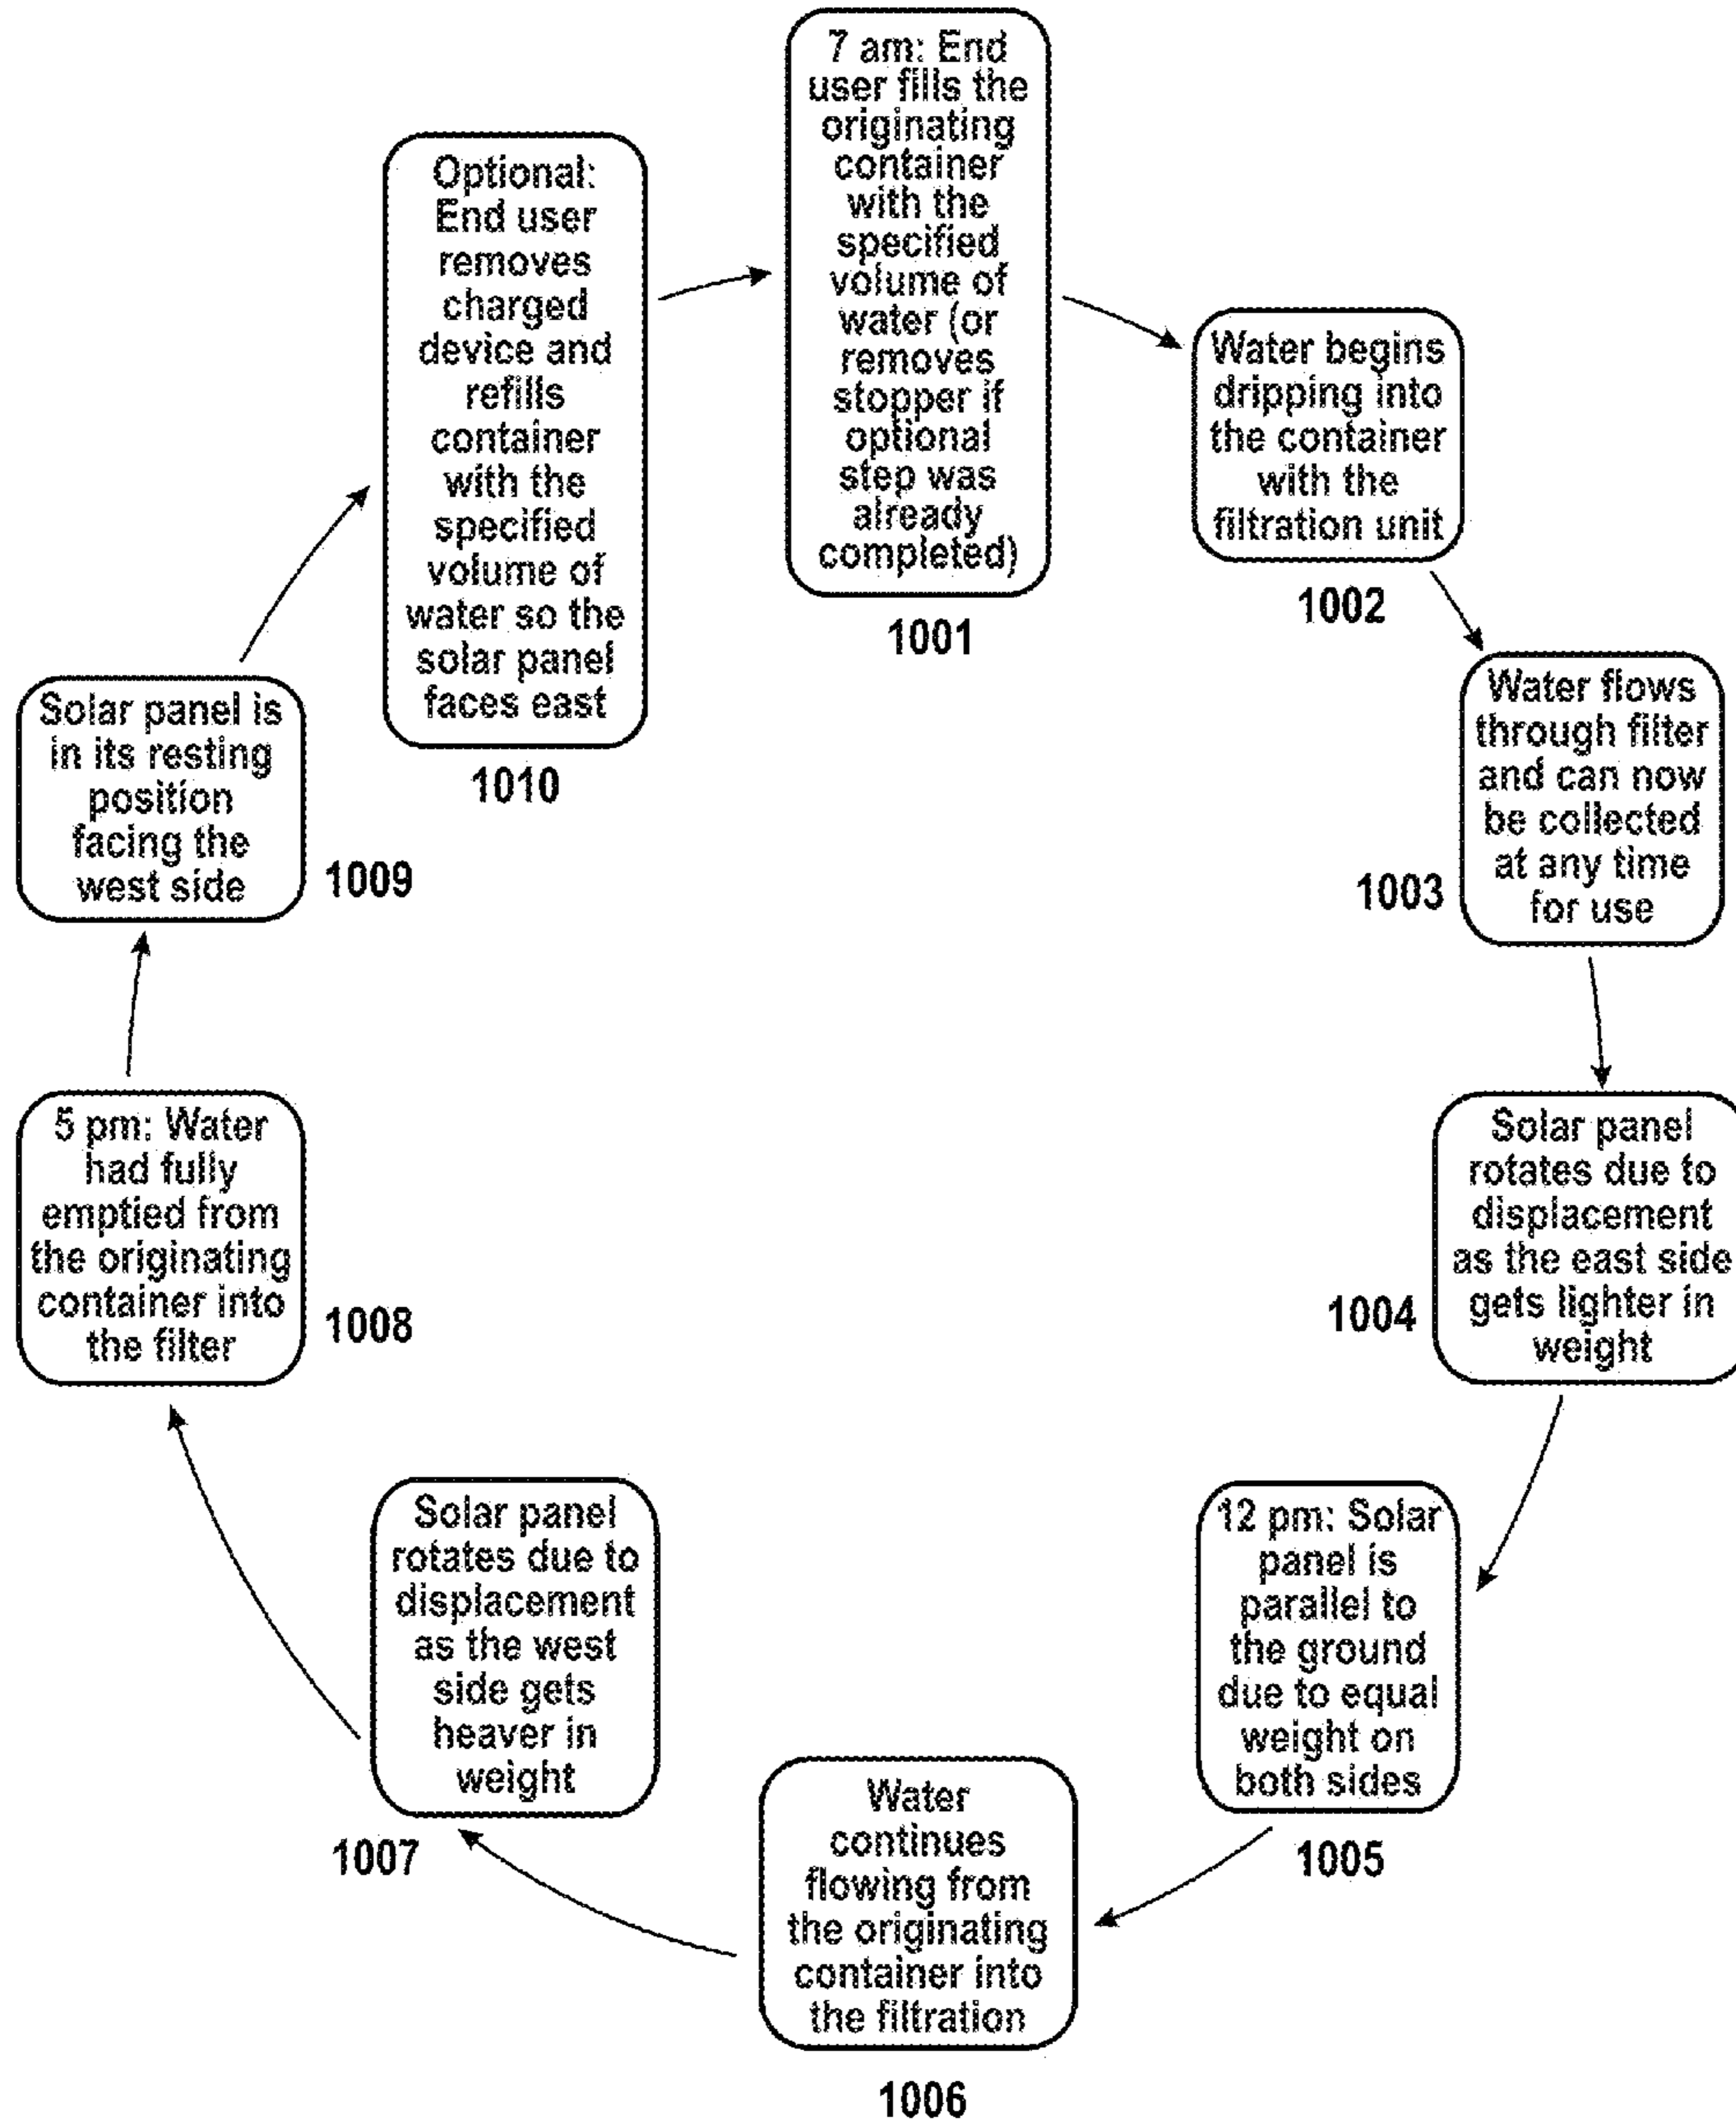 7 am: End
user fills the
originating
container
with the
specified
volume of
water (or
removes
stopper if
optional
step was
already
completed)
1001
Water begins
dripping into
the container
with the
filtration unit
1002
Water flows
through filter
and can now
be collected
at any time
for use
1003
Solar panel
rotates due to
displacement
as the east side
gets lighter in
weight
1004
12 pm: Solar
panel is
parallel to
the ground
due to equal
weight on
both sides
1005
Water
continues
flowing from
the originating
container into
the filtration
1006
Solar panel
rotates due to
displacement
as the west
side gets
heaver in
weight
1007
5 pm: Water
had fully
emptied from
the originating
container into
the filter
1008
Solar panel is
in its resting
position
facing the
west side
1009
Optional:
End user
removes
charged
device and
refills
container
with the
specified
volume of
water so the
solar panel
faces east
1010